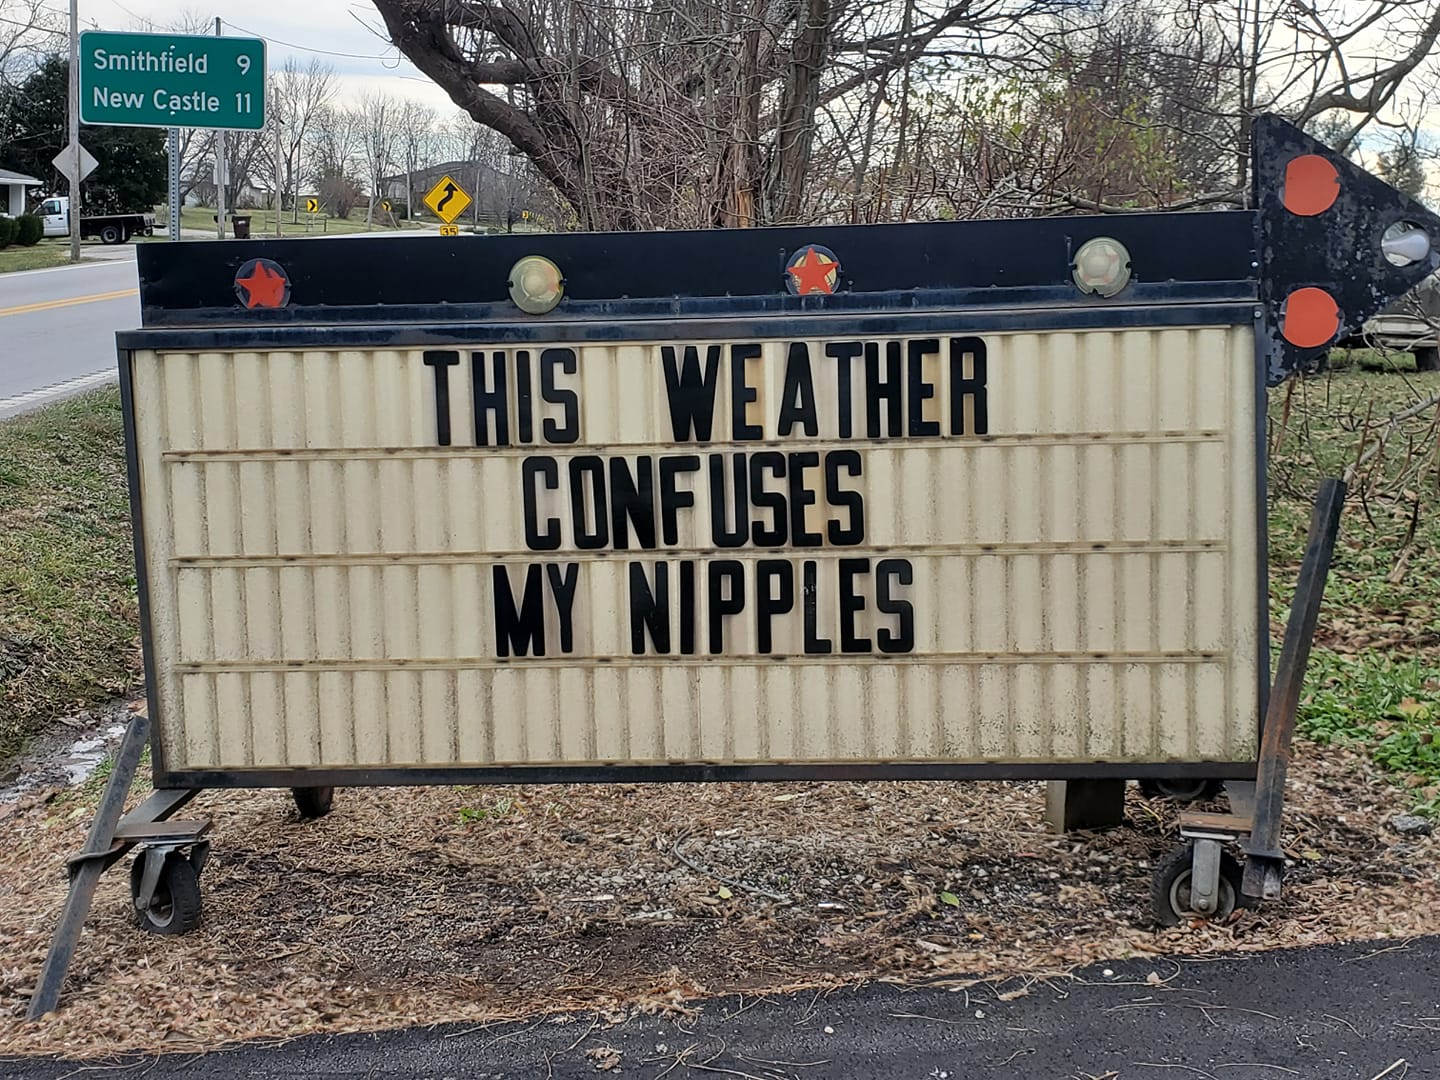 Smithfield 9
New Castle 11
35
THIS WEATHER
CONFUSES
MY NIPPLES